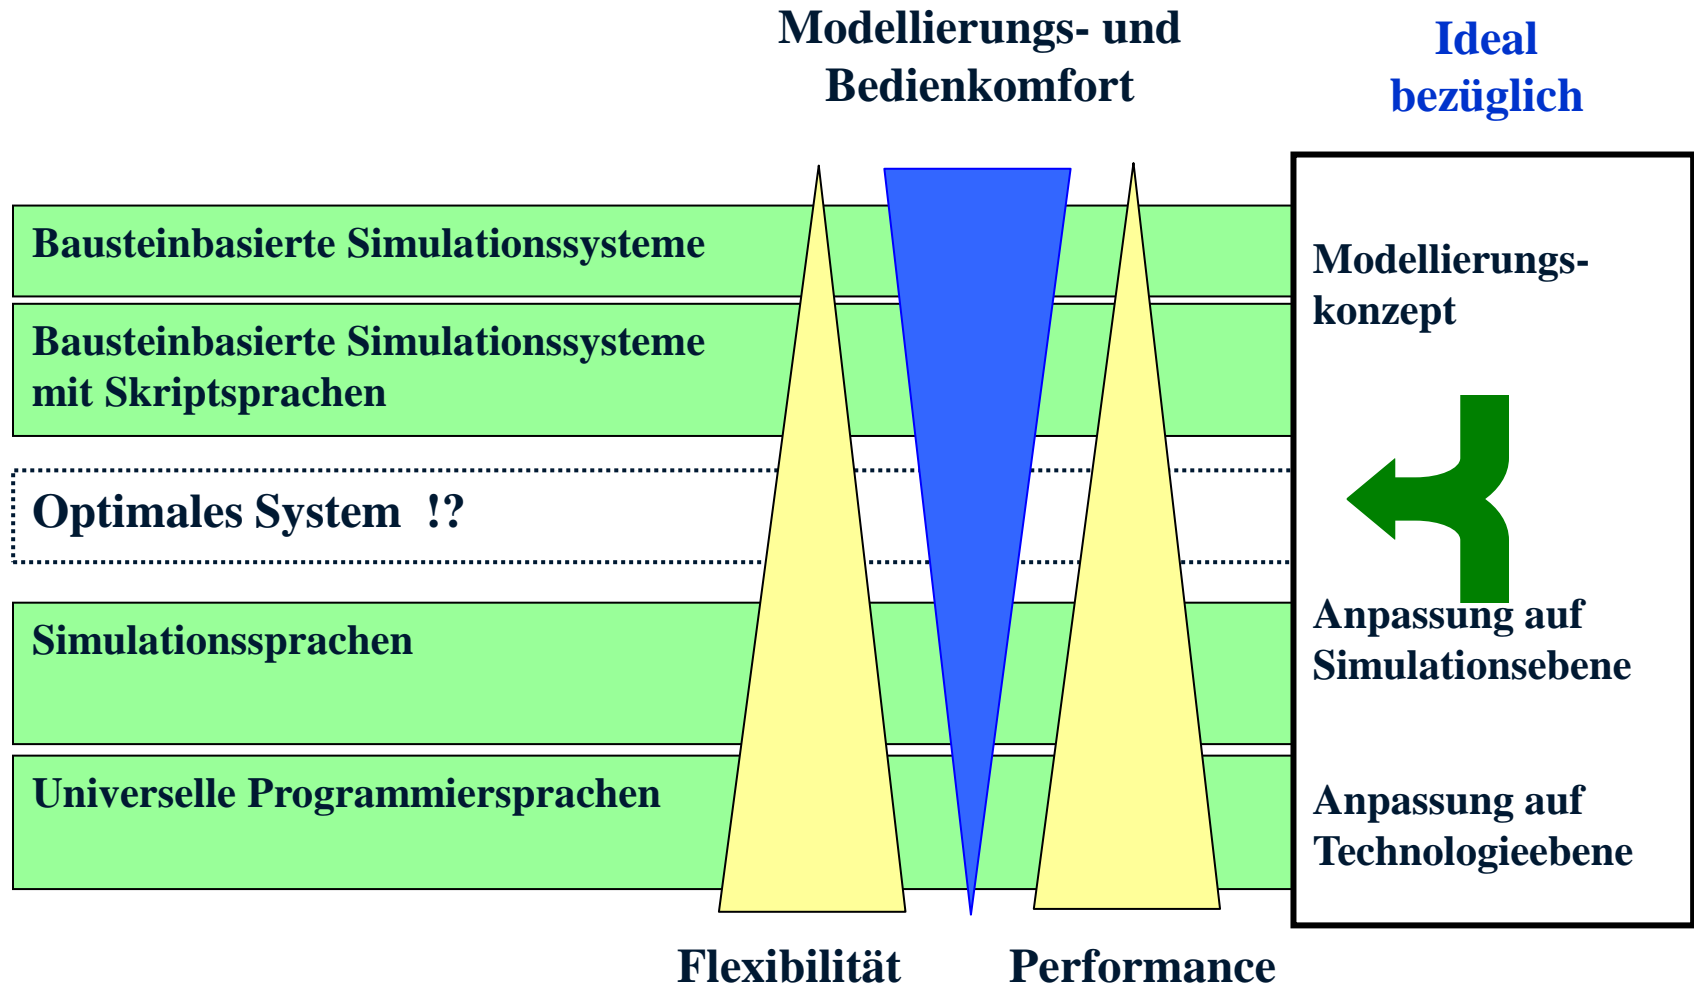 Modellierungs- und
Bedienkomfort
Ideal
bezüglich
Bausteinbasierte Simulationssysteme
Bausteinbasierte Simulationssysteme
mit Skriptsprachen
Optimales System !?
Simulationssprachen
Universelle Programmiersprachen
Modellierungs-
konzept
Anpassung auf
Simulationsebene
Anpassung auf
Technologieebene
Flexibilität
Performance